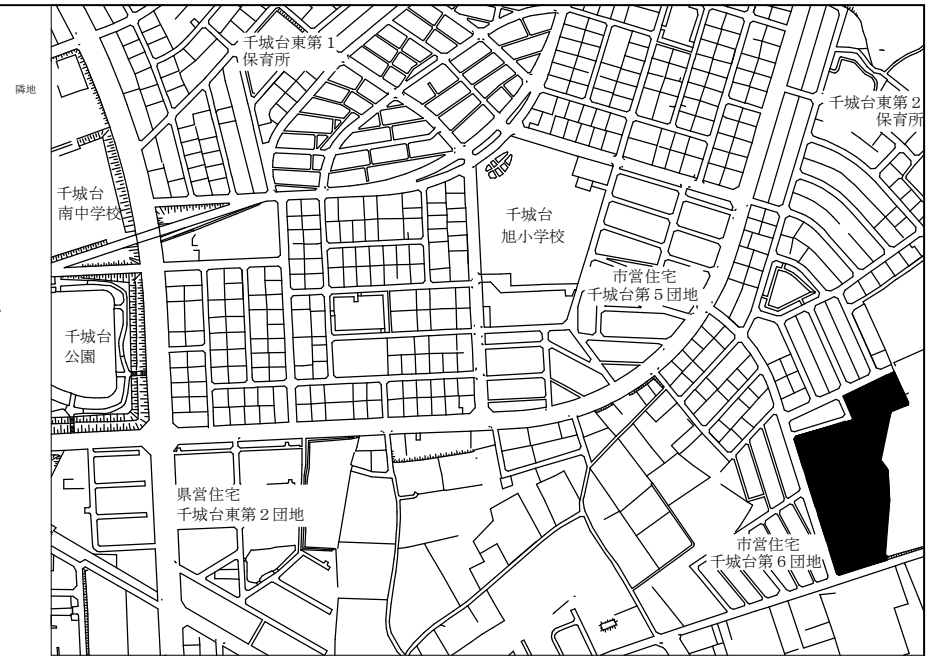 千城台東第１
保育所
隣地
千城台東第２
保育所
千城台
南中学校
千城台
旭小学校
市営住宅
千城台第５団地
千城台
公園
県営住宅
千城台東第２団地
市営住宅
千城台第６団地